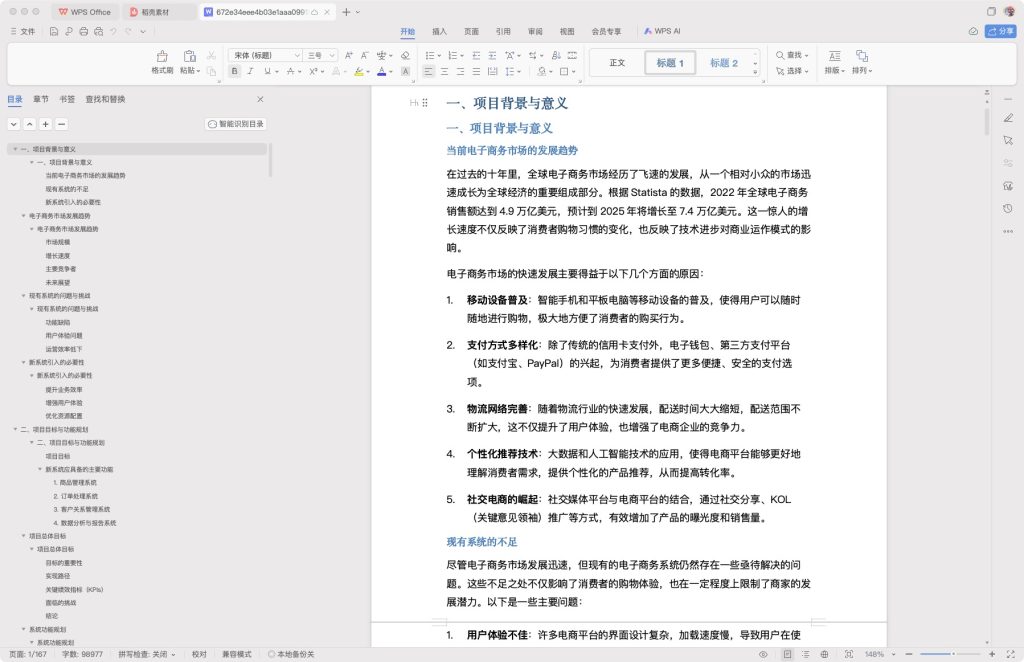 WPS Office
稻壳素材
672e34eee4b03e1aaa099
文件
开始 插入 页面 引用 审阅 视图 会员专享 WPS AI
分享
格式刷 粘贴
宋体 (标题) 三号
B I U A X² A A A
正文 标题 1 标题 2
查找 选择 排版 排列
目录 章节 书签 查找和替换
智能识别目录
一、项目背景与意义
一、项目背景与意义
当前电子商务市场的发展趋势
现有系统的不足
新系统引入的必要性
电子商务市场发展趋势
电子商务市场发展趋势
市场规模
增长速度
主要竞争者
未来展望
现有系统的问题与挑战
现有系统的问题与挑战
功能缺陷
用户体验问题
运营效率低下
新系统引入的必要性
新系统引入的必要性
提升业务效率
增强用户体验
优化资源配置
二、项目目标与功能规划
二、项目目标与功能规划
项目目标
新系统应具备的主要功能
1. 商品管理系统
2. 订单处理系统
3. 客户关系管理系统
4. 数据分析与报告系统
项目总体目标
项目总体目标
目标的重要性
实现路径
关键绩效指标（KPIs）
面临的挑战
结论
系统功能规划
系统功能规划
H1
一、项目背景与意义
一、项目背景与意义
当前电子商务市场的发展趋势
在过去的十年里，全球电子商务市场经历了飞速的发展，从一个相对小众的市场迅
速成长为全球经济的重要组成部分。根据 Statista 的数据，2022 年全球电子商务
销售额达到 4.9 万亿美元，预计到 2025 年将增长至 7.4 万亿美元。这一惊人的增
长速度不仅反映了消费者购物习惯的变化，也反映了技术进步对商业运作模式的影
响。
电子商务市场的快速发展主要得益于以下几个方面的原因：
1. 移动设备普及：智能手机和平板电脑等移动设备的普及，使得用户可以随时
随地进行购物，极大地方便了消费者的购买行为。
2. 支付方式多样化：除了传统的信用卡支付外，电子钱包、第三方支付平台
（如支付宝、PayPal）的兴起，为消费者提供了更多便捷、安全的支付选
项。
3. 物流网络完善：随着物流行业的快速发展，配送时间大大缩短，配送范围不
断扩大，这不仅提升了用户体验，也增强了电商企业的竞争力。
4. 个性化推荐技术：大数据和人工智能技术的应用，使得电商平台能够更好地
理解消费者需求，提供个性化的产品推荐，从而提高转化率。
5. 社交电商的崛起：社交媒体平台与电商平台的结合，通过社交分享、KOL
（关键意见领袖）推广等方式，有效增加了产品的曝光度和销售量。
现有系统的不足
尽管电子商务市场发展迅速，但现有的电子商务系统仍然存在一些亟待解决的问
题。这些不足之处不仅影响了消费者的购物体验，也在一定程度上限制了商家的发
展潜力。以下是一些主要问题：
1. 用户体验不佳：许多电商平台的界面设计复杂，加载速度慢，导致用户在使
页面: 1/167 字数: 98977 拼写检查: 关闭 校对 兼容模式 本地备份关 148%